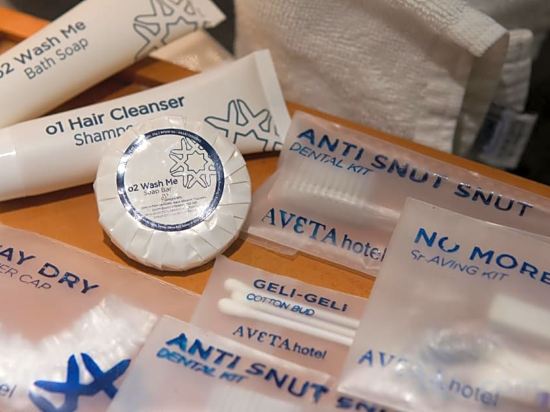 o2 Wash Me
Bath Soap
o1 Hair Cleanser
Shampoo
o2 Wash Me
Soap Bar
ANTI SNUT SNUT
DENTAL KIT
AVETA hotel
NO MORE
SHAVING KIT
AVETA hotel
AY DRY
ER CAP
GELI-GELI
COTTON BUD
AVETA hotel
ANTI SNUT SNUT
DENTAL KIT